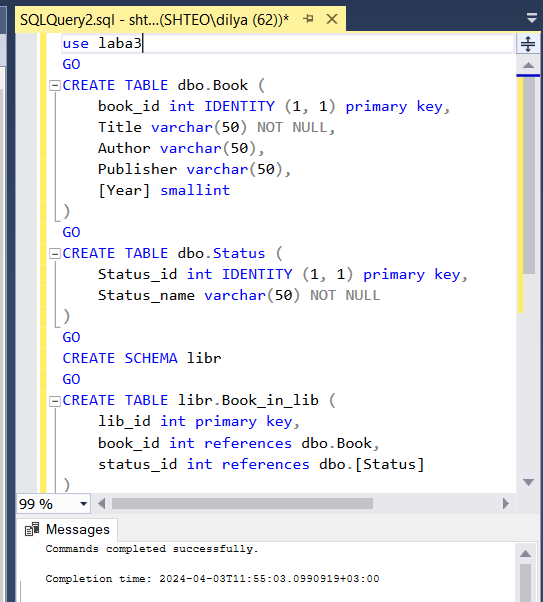 SQLQuery2.sql - sht...(SHTEO\dilya (62))*
use laba3
GO
CREATE TABLE dbo.Book (
book_id int IDENTITY (1, 1) primary key,
Title varchar(50) NOT NULL,
Author varchar(50),
Publisher varchar(50),
[Year] smallint
)
GO
CREATE TABLE dbo.Status (
Status_id int IDENTITY (1, 1) primary key,
Status_name varchar(50) NOT NULL
)
GO
CREATE SCHEMA libr
GO
CREATE TABLE libr.Book_in_lib (
lib_id int primary key,
book_id int references dbo.Book,
status_id int references dbo.[Status]
)
99 %
Messages
Commands completed successfully.
Completion time: 2024-04-03T11:55:03.0990919+03:00